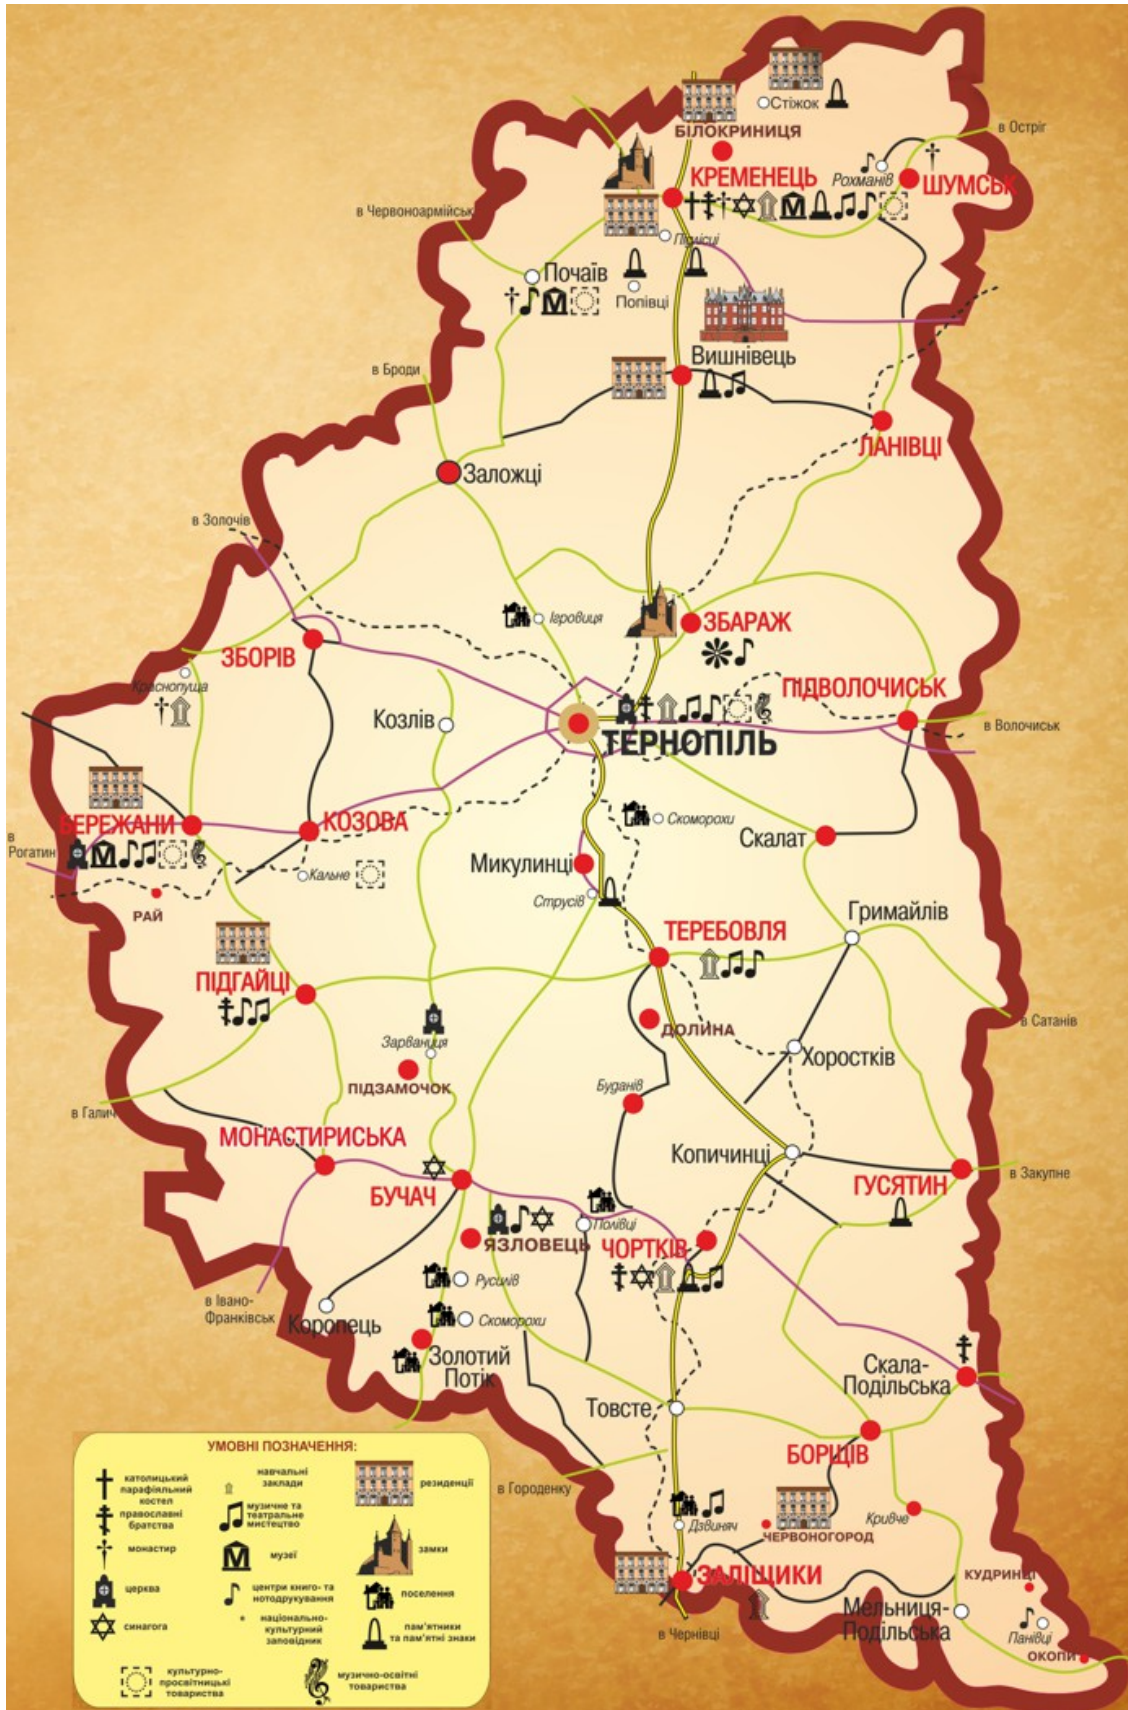 Стіжок
БІЛОКРИНИЦЯ
в Остріг
КРЕМЕНЕЦЬ
Рохманів
ШУМСЬК
в Червоноармійськ
Підлісці
Почаїв
Попівці
Вишнівець
в Броди
ЛАНІВЦІ
Заложці
в Золочів
Ігровиця
ЗБАРАЖ
ЗБОРІВ
Краснопуща
ПІДВОЛОЧИСЬК
Козлів
в Волочиськ
ТЕРНОПІЛЬ
БЕРЕЖАНИ
КОЗОВА
Скоморохи
Скалат
в
Рогатин
Микулинці
Кальне
Струсів
РАЙ
Гримайлів
ТЕРЕБОВЛЯ
ПІДГАЙЦІ
в Сатанів
ДОЛИНА
Зарваниця
Хоростків
ПІДЗАМОЧОК
Буданів
в Галич
МОНАСТИРИСЬКА
Копичинці
в Закупне
ГУСЯТИН
БУЧАЧ
Полівці
ЯЗЛОВЕЦЬ
ЧОРТКІВ
Русилів
в Івано-
Франківськ
Коропець
Скоморохи
Золотий
Потік
Скала-
Подільська
Товсте
БОРЩІВ
в Городенку
Дзвиняч
ЧЕРВОНОГОРОД
Кривче
ЗАЛІЩИКИ
КУДРИНЦІ
Мельниця-
Подільська
в Чернівці
Панівці
ОКОПИ
УМОВНІ ПОЗНАЧЕННЯ:
католицький
парафіяльний
костел
православні
братства
монастир
церква
синагога
культурно-
просвітницькі
товариства
навчальні
заклади
музичне та
театральне
мистецтво
музеї
центри книго- та
нотодрукування
національно-
культурний
заповідник
музично-освітні
товариства
резиденції
замки
поселення
пам'ятники
та пам'ятні знаки